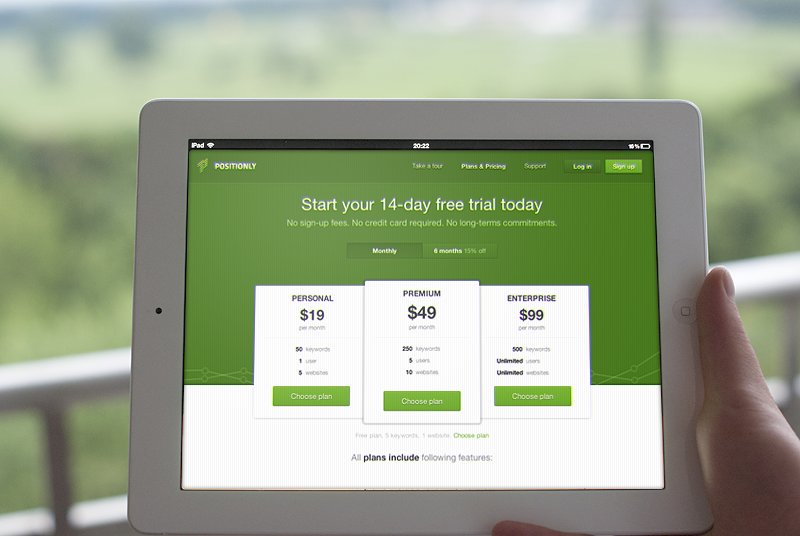 iPad 20:22 15%
POSITIONLY Take a tour Plans & Pricing Support Log in Sign up
Start your 14-day free trial today
No sign-up fees. No credit card required. No long-terms commitments.
Monthly 6 months 15% off
PERSONAL
$19
per month
50 keywords
1 user
5 websites
Choose plan
PREMIUM
$49
per month
250 keywords
5 users
10 websites
Choose plan
ENTERPRISE
$99
per month
500 keywords
Unlimited users
Unlimited websites
Choose plan
Free plan, 5 keywords, 1 website. Choose plan
All plans include following features: